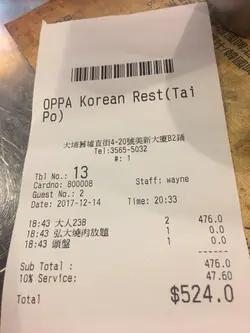 OPPA Korean Rest(Tai
Po)
大埔舊墟直街4-20號美新大廈B2鋪
Tel:3565-5032
#: 1
Tbl No.: 13
Cardno: 800008 Staff: wayne
Guest No.: 2
Date: 2017-12-14 Time: 20:33
18:43 大人238 2 476.0
18:43 弘大燒肉放題 1 0.0
18:43 頭盤 1 0.0
Sub Total : 476.0
10% Service: 47.60
Total $524.0